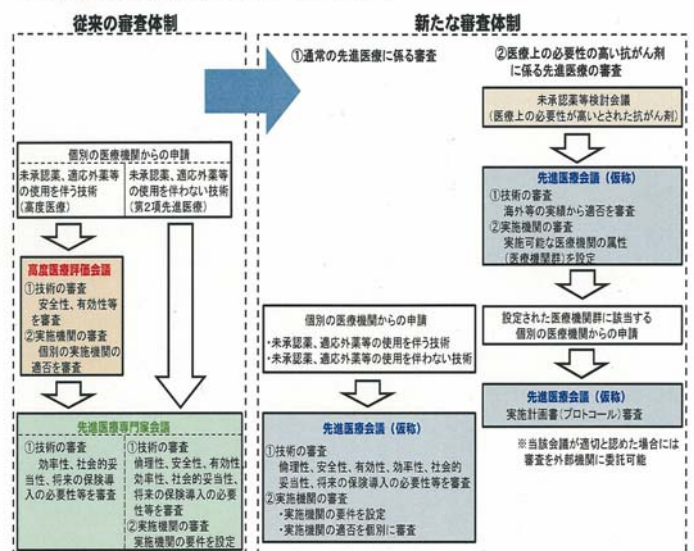 従来の審査体制
個別の医療機関からの申請
未承認薬、適応外薬等
の使用を伴う技術
(高度医療)
未承認薬、適応外薬等
の使用を伴わない技術
(第2項先進医療)
高度医療評価会議
①技術の審査
安全性、有効性等
を審査
②実施機関の審査
個別の実施機関の
適否を審査
先進医療専門家会議
①技術の審査
効率性、社会的妥
当性、将来の保険導
入の必要性等を審査
①技術の審査
倫理性、安全性、有効性、
効率性、社会的妥当性、
将来の保険導入の必要
性等を審査
②実施機関の審査
実施機関の要件を設定
新たな審査体制
①通常の先進医療に係る審査
個別の医療機関からの申請
・未承認薬、適応外薬等の使用を伴う技術
・未承認薬、適応外薬等の使用を伴わない技術
先進医療会議(仮称)
①技術の審査
倫理性、安全性、有効性、効率性、社会的
妥当性、将来の保険導入の必要性等を審査
②実施機関の審査
・実施機関の要件を設定
・実施機関の適否を個別に審査
②医療上の必要性の高い抗がん剤
に係る先進医療の審査
未承認薬等検討会議
(医療上の必要性が高いとされた抗がん剤)
先進医療会議(仮称)
①技術の審査
海外等の実績から適否を審査
②実施機関の審査
実施可能な医療機関の属性
(医療機関群)を設定
設定された医療機関群に該当する
個別の医療機関からの申請
先進医療会議(仮称)
実施計画書(プロトコール)審査
※当該会議が適切と認めた場合には
審査を外部機関に委託可能